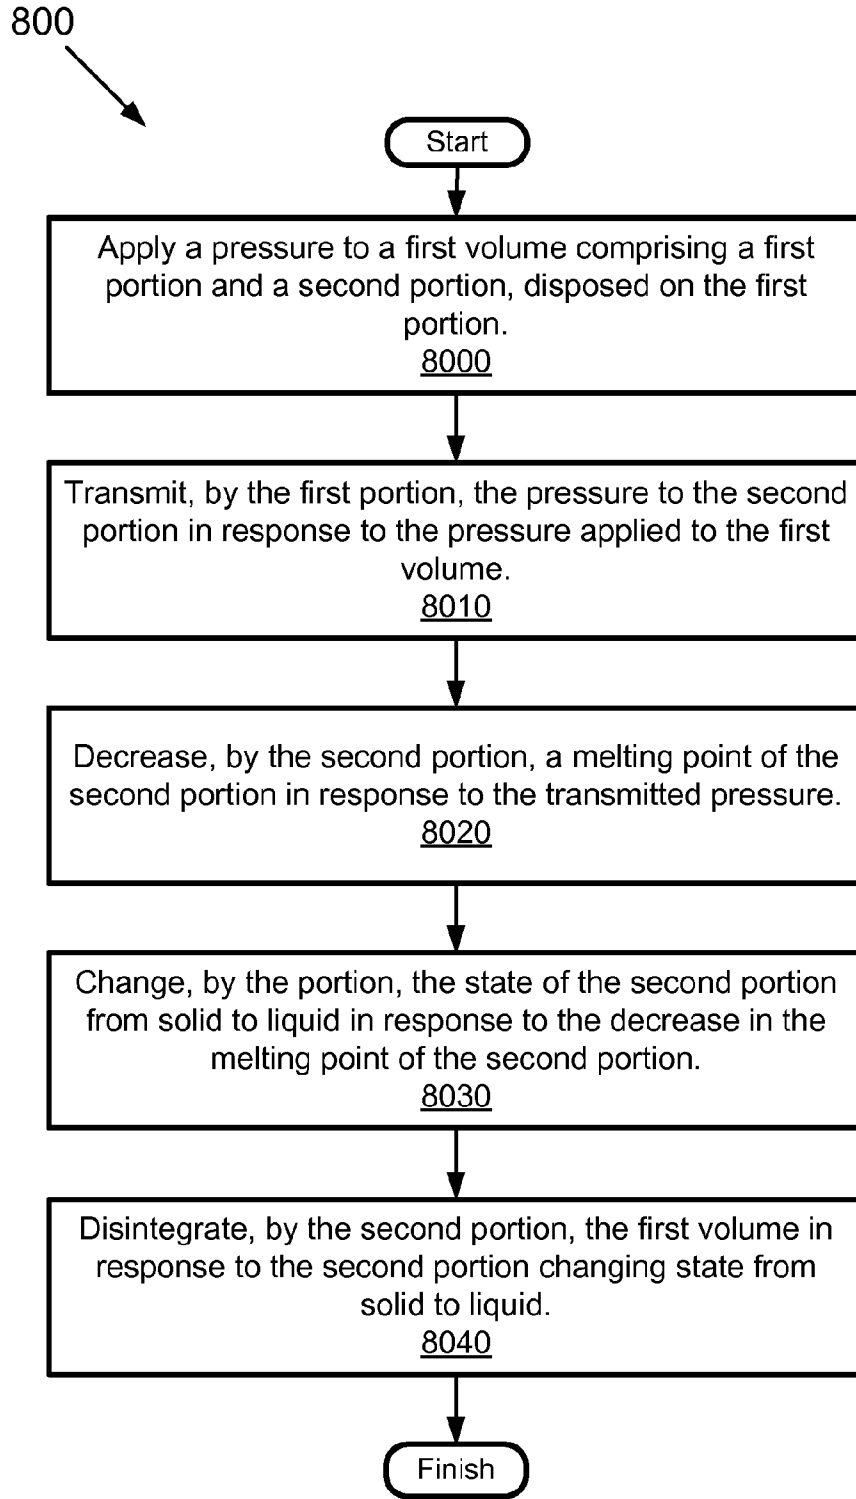 800
Start
Apply a pressure to a first volume comprising a first
portion and a second portion, disposed on the first
portion.
8000
Transmit, by the first portion, the pressure to the second
portion in response to the pressure applied to the first
volume.
8010
Decrease, by the second portion, a melting point of the
second portion in response to the transmitted pressure.
8020
Change, by the portion, the state of the second portion
from solid to liquid in response to the decrease in the
melting point of the second portion.
8030
Disintegrate, by the second portion, the first volume in
response to the second portion changing state from
solid to liquid.
8040
Finish